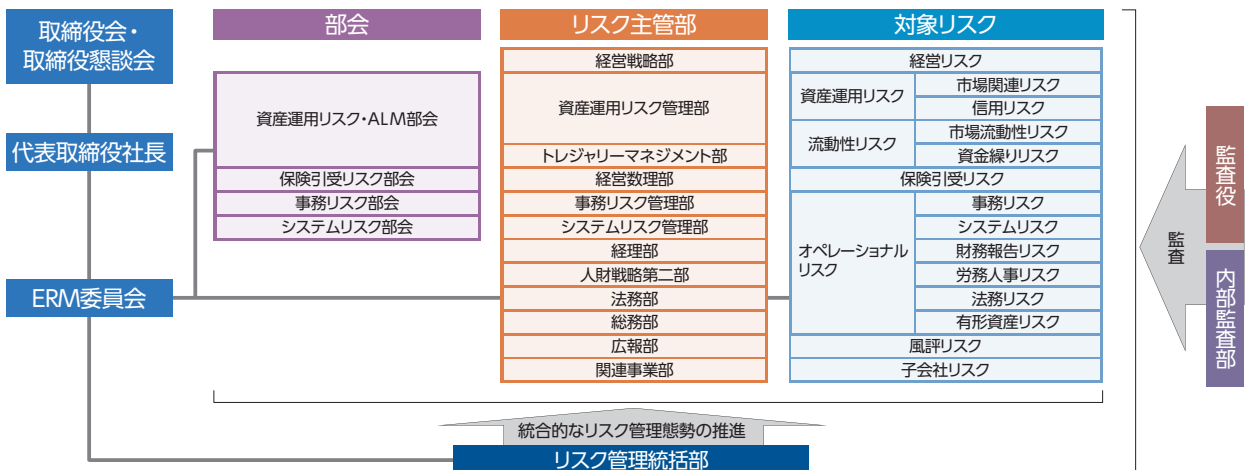 取締役会・
取締役懇談会
代表取締役社長
ERM委員会
部会
資産運用リスク・ALM部会
保険引受リスク部会
事務リスク部会
システムリスク部会
リスク主管部
経営戦略部
資産運用リスク管理部
トレジャリーマネジメント部
経営数理部
事務リスク管理部
システムリスク管理部
経理部
人財戦略第二部
法務部
総務部
広報部
関連事業部
対象リスク
経営リスク
資産運用リスク
市場関連リスク
信用リスク
流動性リスク
市場流動性リスク
資金繰りリスク
保険引受リスク
オペレーショナル
リスク
事務リスク
システムリスク
財務報告リスク
労務人事リスク
法務リスク
有形資産リスク
風評リスク
子会社リスク
監査
監査役
内部監査部
統合的なリスク管理態勢の推進
リスク管理統括部